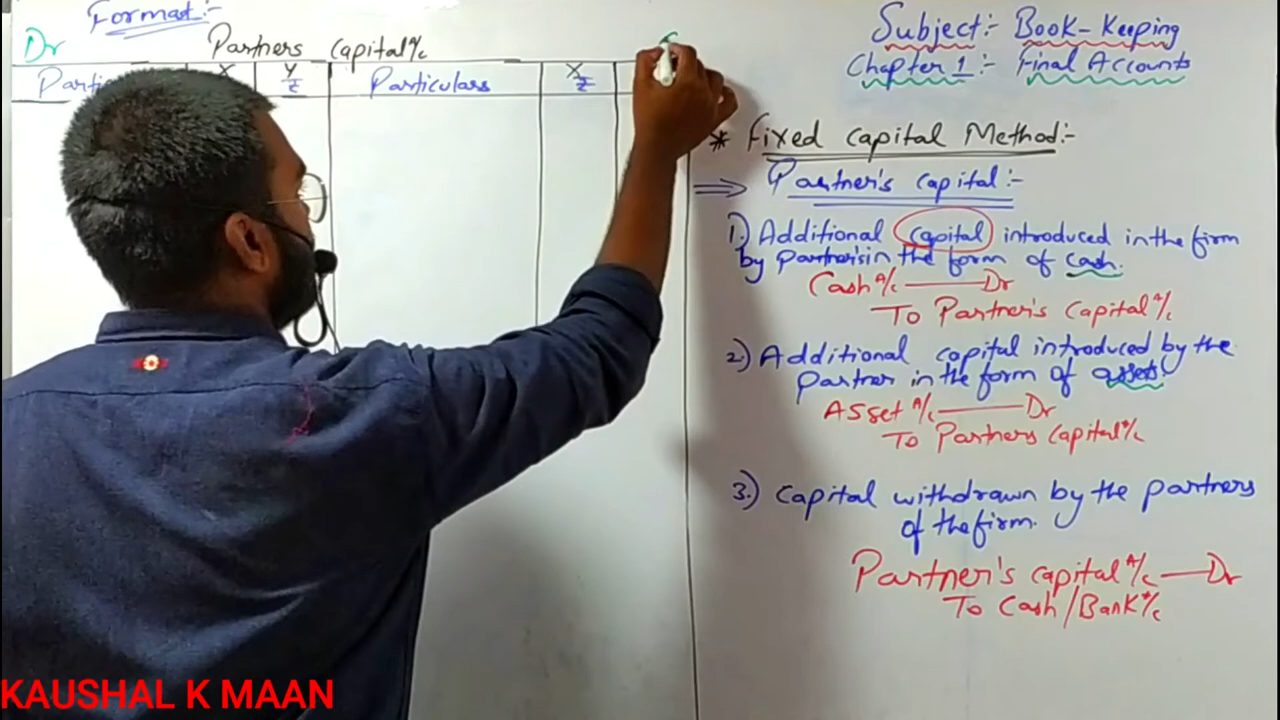 Format:-
Dr Partners Capital A/c
X Y Particulars X
₹ ₹
Subject:- Book-Keeping
Chapter 1:- Final Accounts
* Fixed Capital Method:-
⇒ Partner's Capital:-
1.) Additional capital introduced in the firm
by partner's in the form of cash.
Cash A/c —— Dr
To Partner's Capital A/c
2) Additional capital introduced by the
partner in the form of assets
Asset A/c —— Dr
To Partners Capital A/c
3.) Capital withdrawn by the partners
of the firm.
Partner's Capital A/c — Dr
To Cash/Bank A/c
KAUSHAL K MAAN